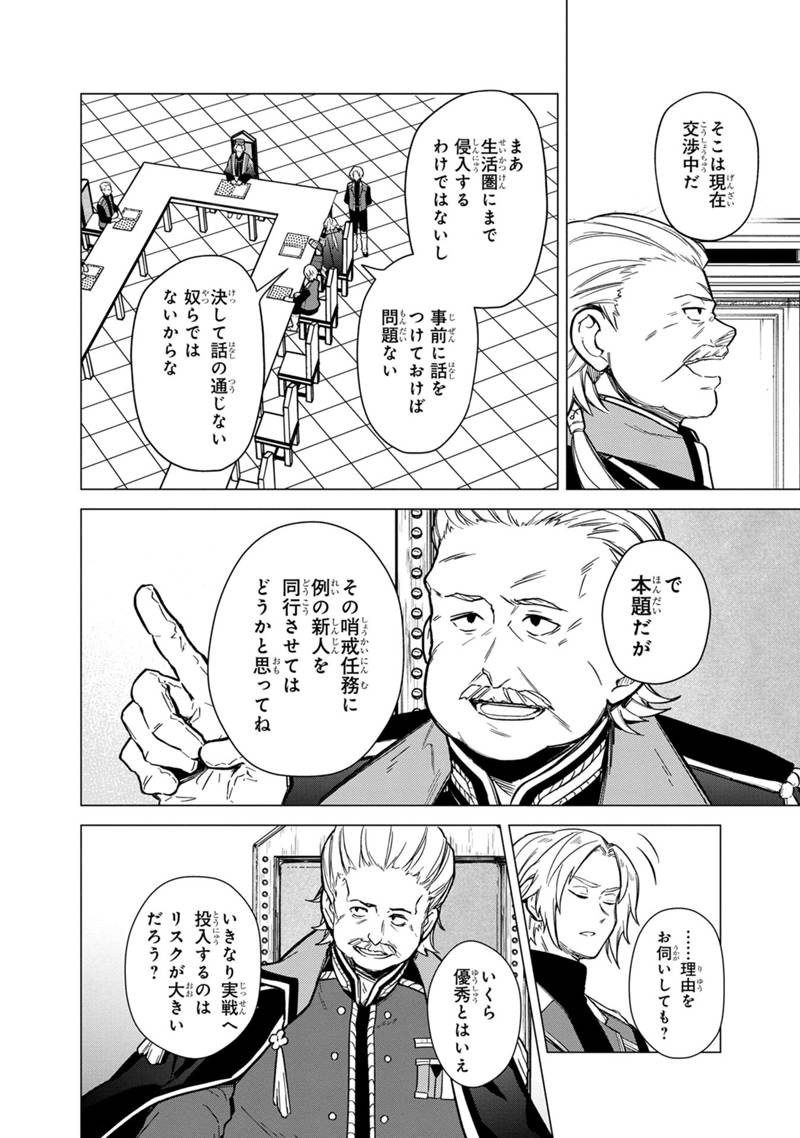 そこは現在
交渉中だ
まあ
生活圏にまで
侵入する
わけではないし
事前に話を
つけておけば
問題ない
決して話の通じない
奴らでは
ないからな
で
本題だが
その哨戒任務に
例の新人を
同行させては
どうかと思ってね
……理由を
お伺いしても?
いくら
優秀とはいえ
いきなり実戦へ
投入するのは
リスクが大きい
だろう?